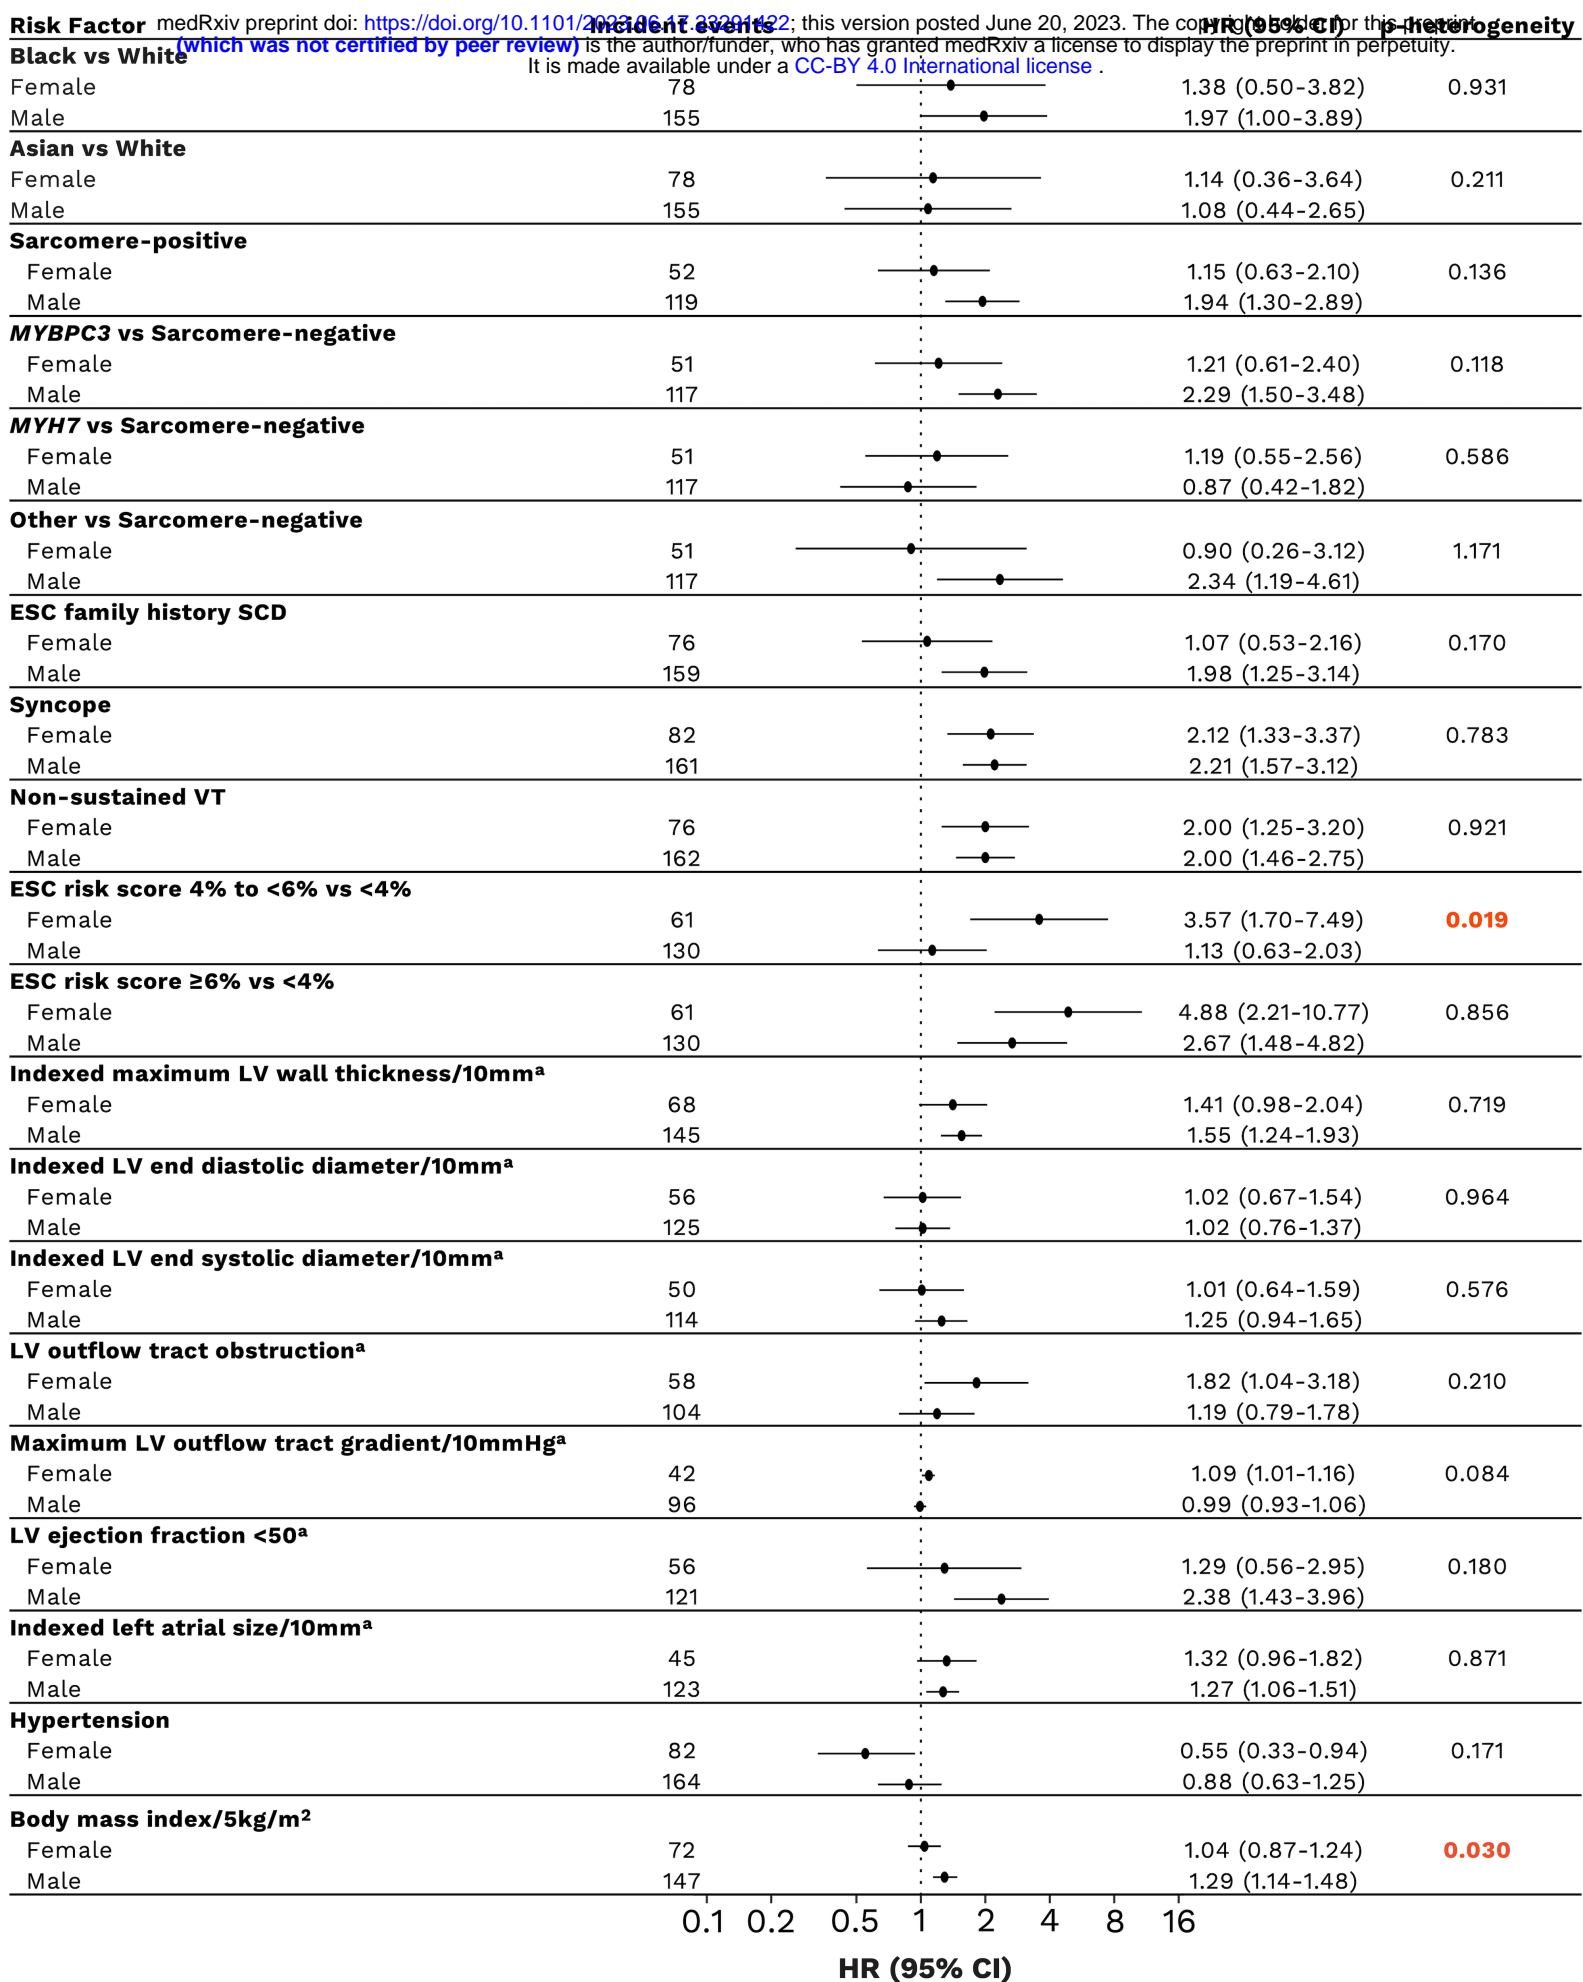 Risk Factor Incident events HR (95% CI) p-heterogeneity
medRxiv preprint doi: https://doi.org/10.1101/2023.06.17.23291422; this version posted June 20, 2023. The copyright holder for this preprint
(which was not certified by peer review) is the author/funder, who has granted medRxiv a license to display the preprint in perpetuity.
It is made available under a CC-BY 4.0 International license .
Black vs White
Female 78 1.38 (0.50-3.82) 0.931
Male 155 1.97 (1.00-3.89)
Asian vs White
Female 78 1.14 (0.36-3.64) 0.211
Male 155 1.08 (0.44-2.65)
Sarcomere-positive
Female 52 1.15 (0.63-2.10) 0.136
Male 119 1.94 (1.30-2.89)
MYBPC3 vs Sarcomere-negative
Female 51 1.21 (0.61-2.40) 0.118
Male 117 2.29 (1.50-3.48)
MYH7 vs Sarcomere-negative
Female 51 1.19 (0.55-2.56) 0.586
Male 117 0.87 (0.42-1.82)
Other vs Sarcomere-negative
Female 51 0.90 (0.26-3.12) 1.171
Male 117 2.34 (1.19-4.61)
ESC family history SCD
Female 76 1.07 (0.53-2.16) 0.170
Male 159 1.98 (1.25-3.14)
Syncope
Female 82 2.12 (1.33-3.37) 0.783
Male 161 2.21 (1.57-3.12)
Non-sustained VT
Female 76 2.00 (1.25-3.20) 0.921
Male 162 2.00 (1.46-2.75)
ESC risk score 4% to <6% vs <4%
Female 61 3.57 (1.70-7.49) 0.019
Male 130 1.13 (0.63-2.03)
ESC risk score ≥6% vs <4%
Female 61 4.88 (2.21-10.77) 0.856
Male 130 2.67 (1.48-4.82)
Indexed maximum LV wall thickness/10mmᵃ
Female 68 1.41 (0.98-2.04) 0.719
Male 145 1.55 (1.24-1.93)
Indexed LV end diastolic diameter/10mmᵃ
Female 56 1.02 (0.67-1.54) 0.964
Male 125 1.02 (0.76-1.37)
Indexed LV end systolic diameter/10mmᵃ
Female 50 1.01 (0.64-1.59) 0.576
Male 114 1.25 (0.94-1.65)
LV outflow tract obstructionᵃ
Female 58 1.82 (1.04-3.18) 0.210
Male 104 1.19 (0.79-1.78)
Maximum LV outflow tract gradient/10mmHgᵃ
Female 42 1.09 (1.01-1.16) 0.084
Male 96 0.99 (0.93-1.06)
LV ejection fraction <50ᵃ
Female 56 1.29 (0.56-2.95) 0.180
Male 121 2.38 (1.43-3.96)
Indexed left atrial size/10mmᵃ
Female 45 1.32 (0.96-1.82) 0.871
Male 123 1.27 (1.06-1.51)
Hypertension
Female 82 0.55 (0.33-0.94) 0.171
Male 164 0.88 (0.63-1.25)
Body mass index/5kg/m²
Female 72 1.04 (0.87-1.24) 0.030
Male 147 1.29 (1.14-1.48)
0.1 0.2 0.5 1 2 4 8 16
HR (95% CI)